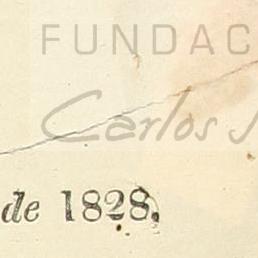 FUNDAC
Carlos J
de 1828.